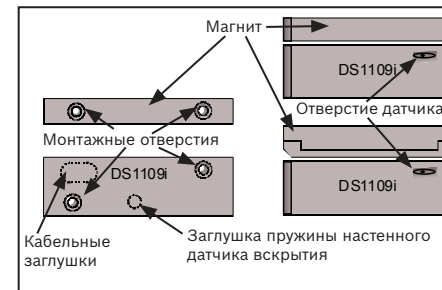 Магнит
DS1109i
Отверстие датчика
Монтажные отверстия
DS1109i
DS1109i
Кабельные
заглушки
Заглушка пружины настенного
датчика вскрытия